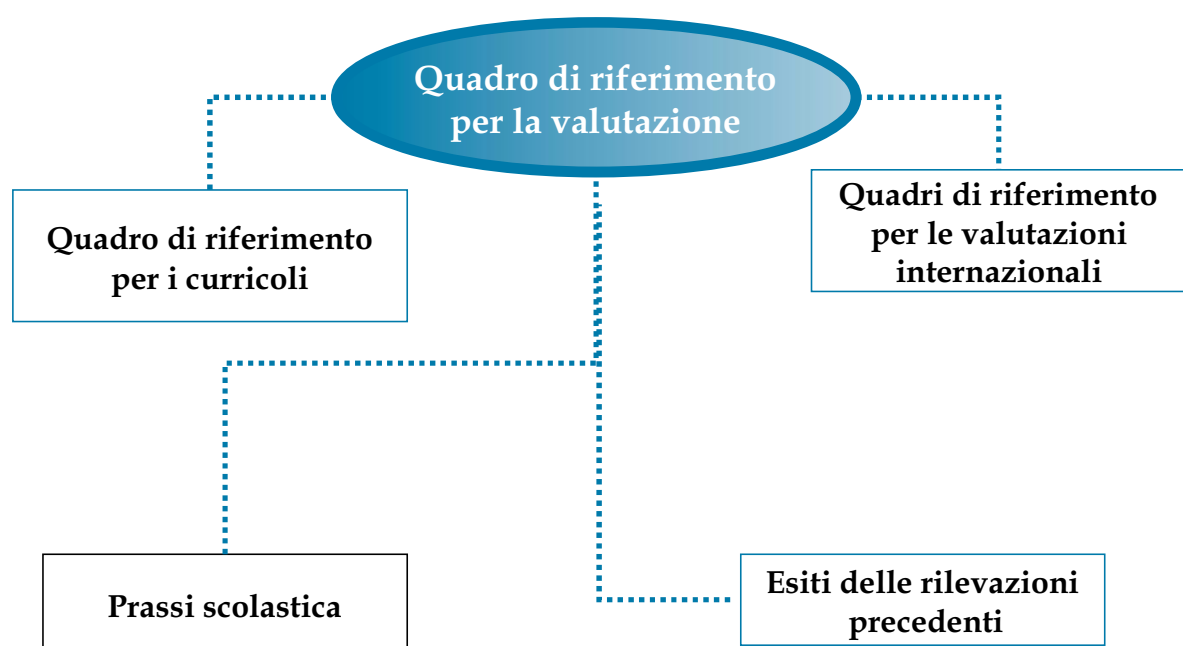 Quadro di riferimento
per la valutazione
Quadro di riferimento
per i curricoli
Quadri di riferimento
per le valutazioni
internazionali
Prassi scolastica
Esiti delle rilevazioni
precedenti